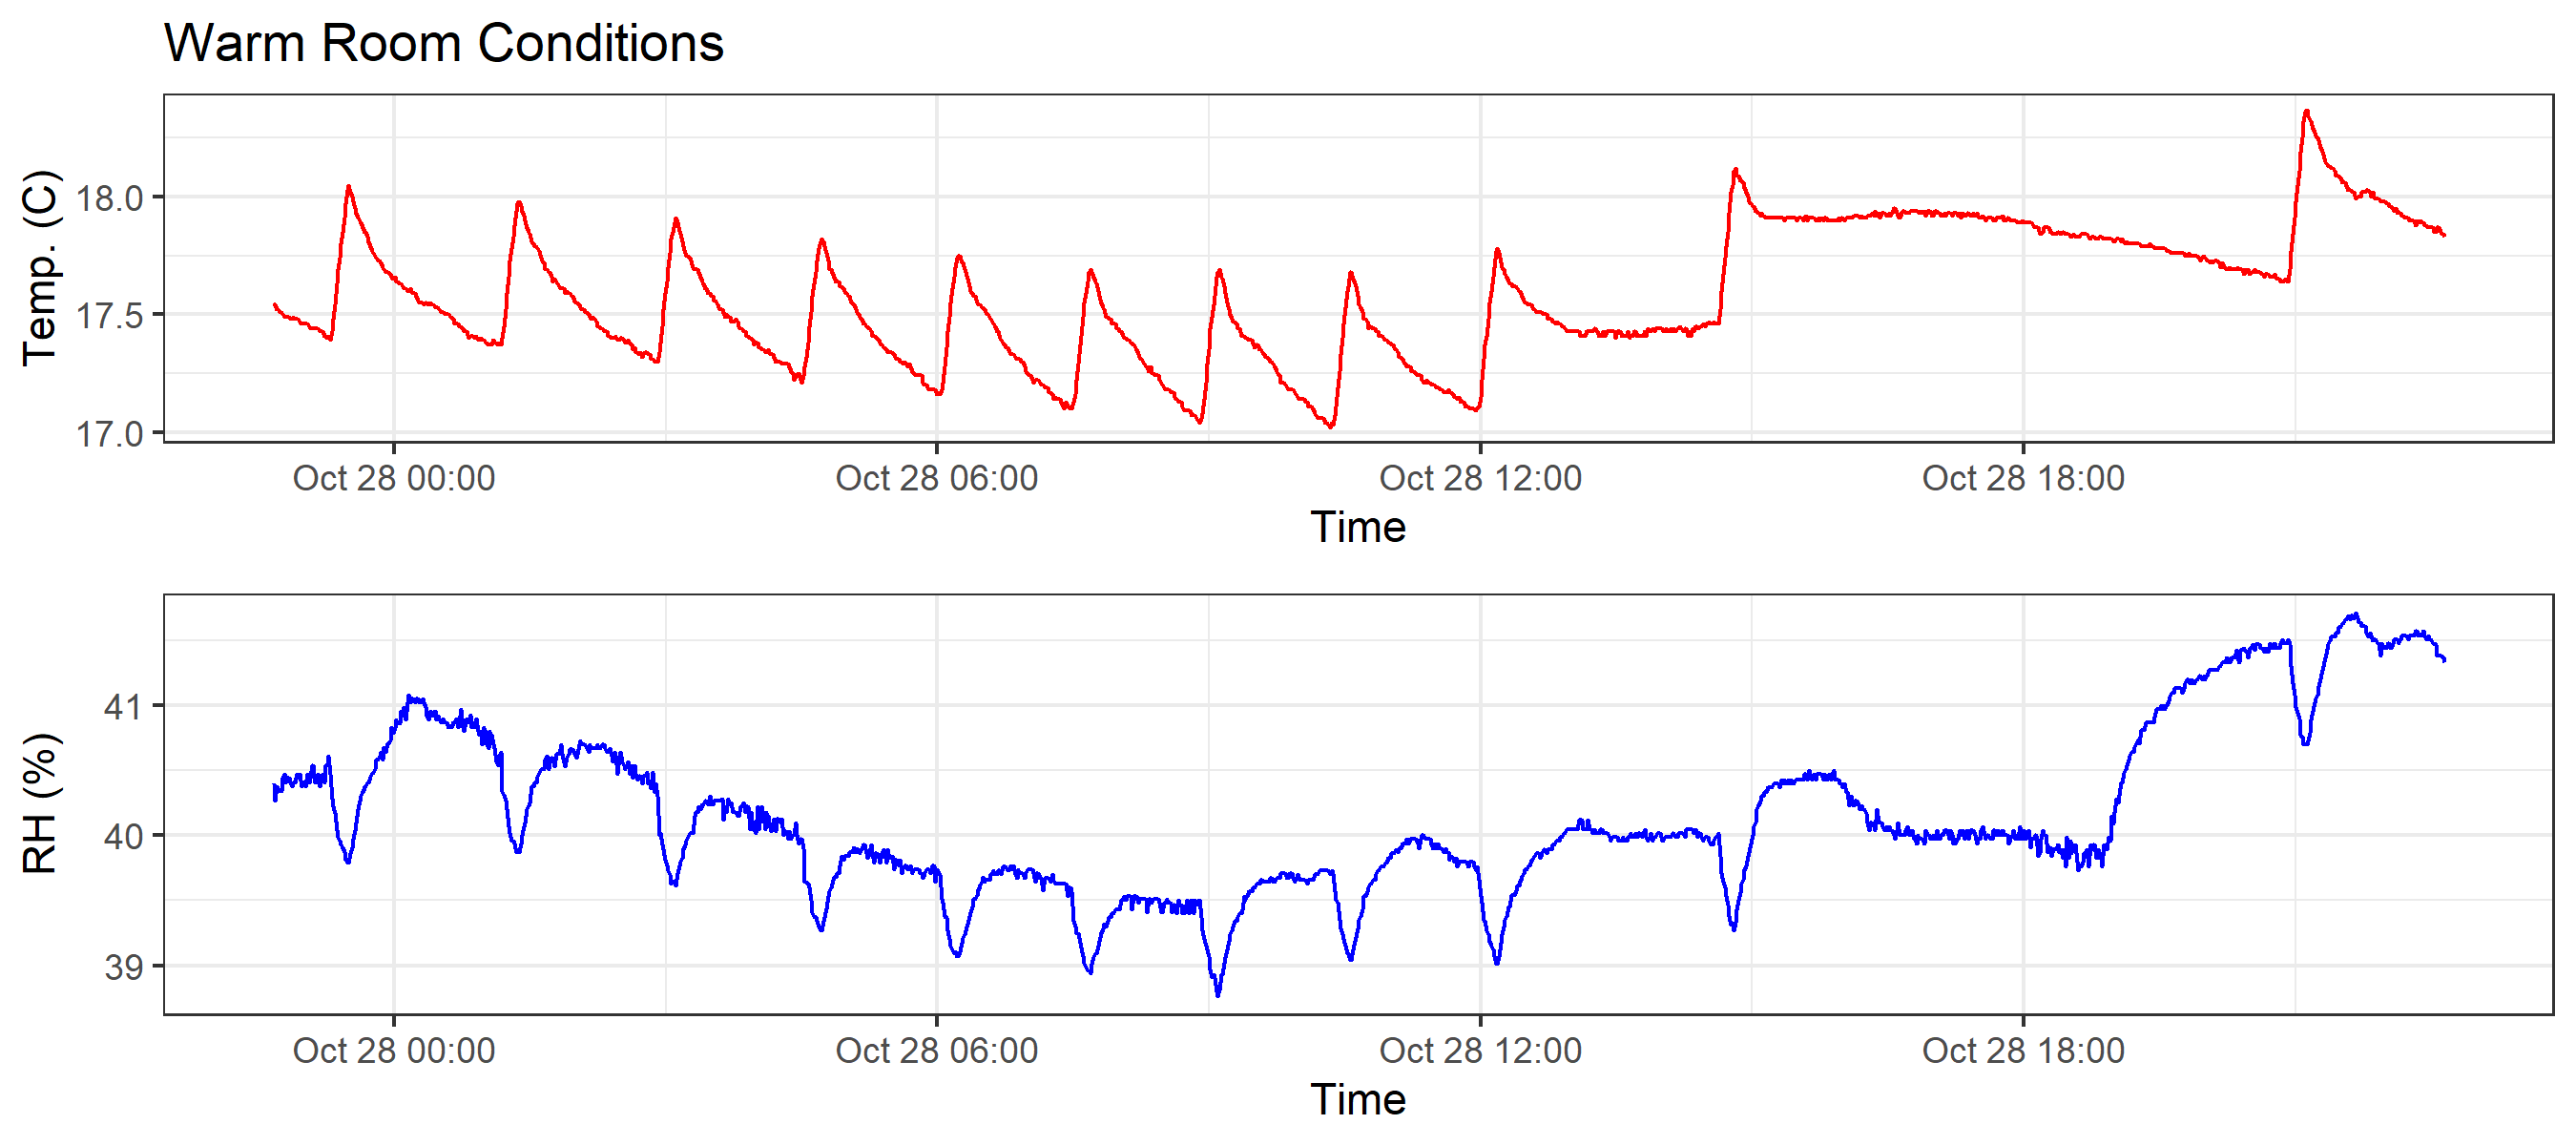 Warm Room Conditions
Temp. (C)
18.0
17.5
17.0
Oct 28 00:00 Oct 28 06:00 Oct 28 12:00 Oct 28 18:00
Time
RH (%)
41
40
39
Oct 28 00:00 Oct 28 06:00 Oct 28 12:00 Oct 28 18:00
Time